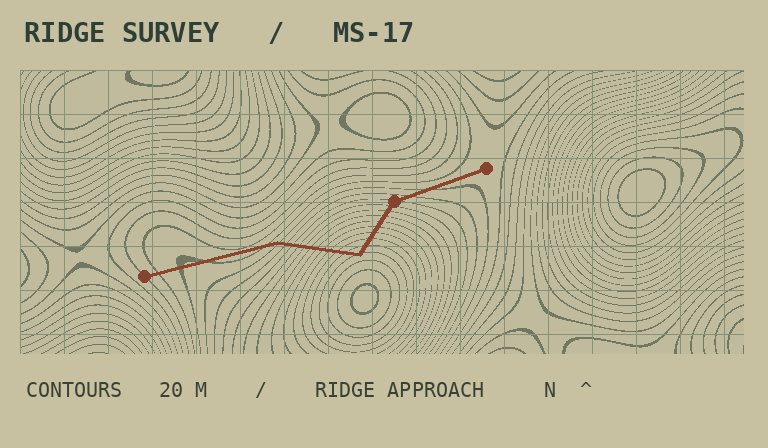 RIDGE SURVEY / MS-17
CONTOURS 20 M / RIDGE APPROACH N ^